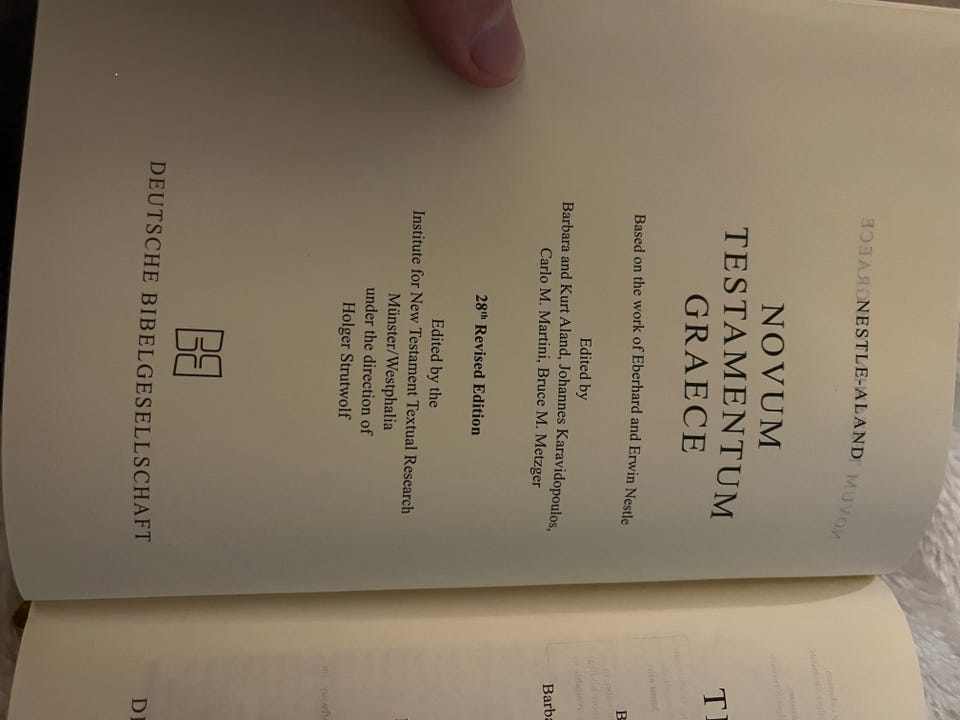 NESTLE-ALAND
NOVUM
TESTAMENTUM
GRAECE
Based on the work of Eberhard and Erwin Nestle
Edited by
Barbara and Kurt Aland, Johannes Karavidopoulos,
Carlo M. Martini, Bruce M. Metzger
28th Revised Edition
Edited by the
Institute for New Testament Textual Research
Münster/Westphalia
under the direction of
Holger Strutwolf
DEUTSCHE BIBELGESELLSCHAFT
NOVUM T
GRAECE